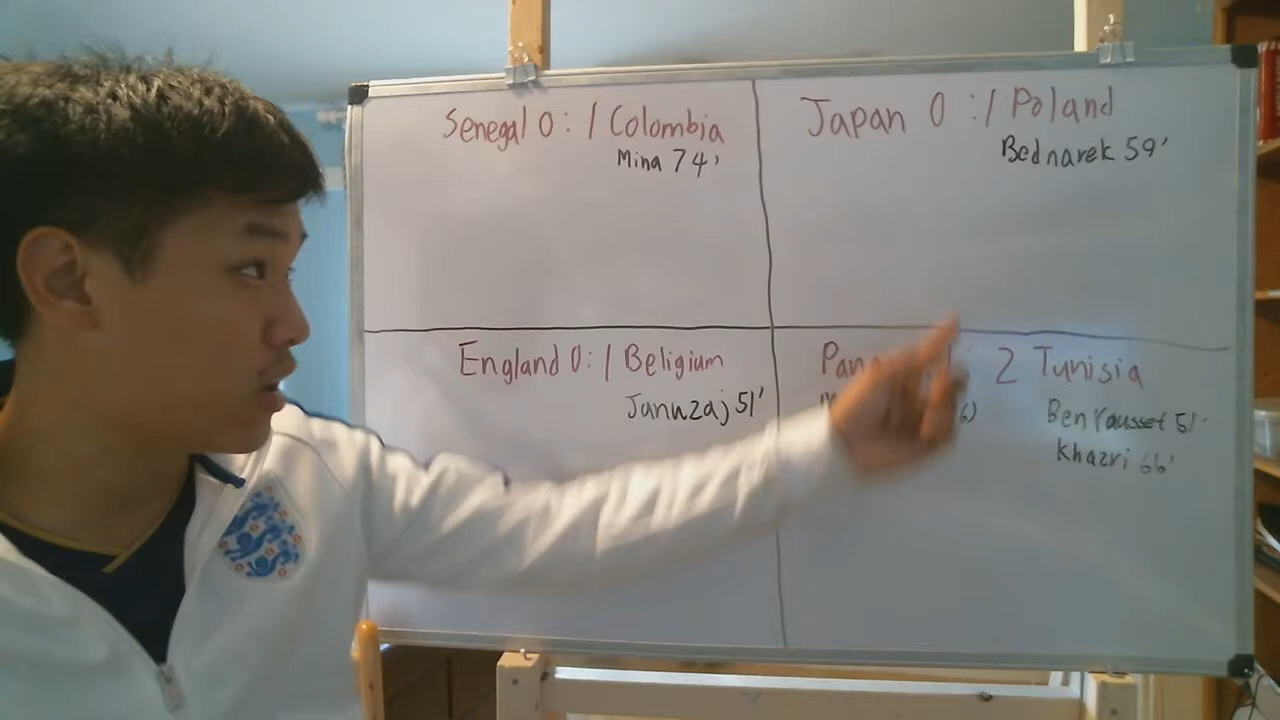 Senegal 0 : 1 Colombia
Mina 74'
Japan 0 : 1 Poland
Bednarek 59'
England 0 : 1 Beligium
Januzaj 51'
2 Tunisia
Ben Yousset 51'
Khazri 66'